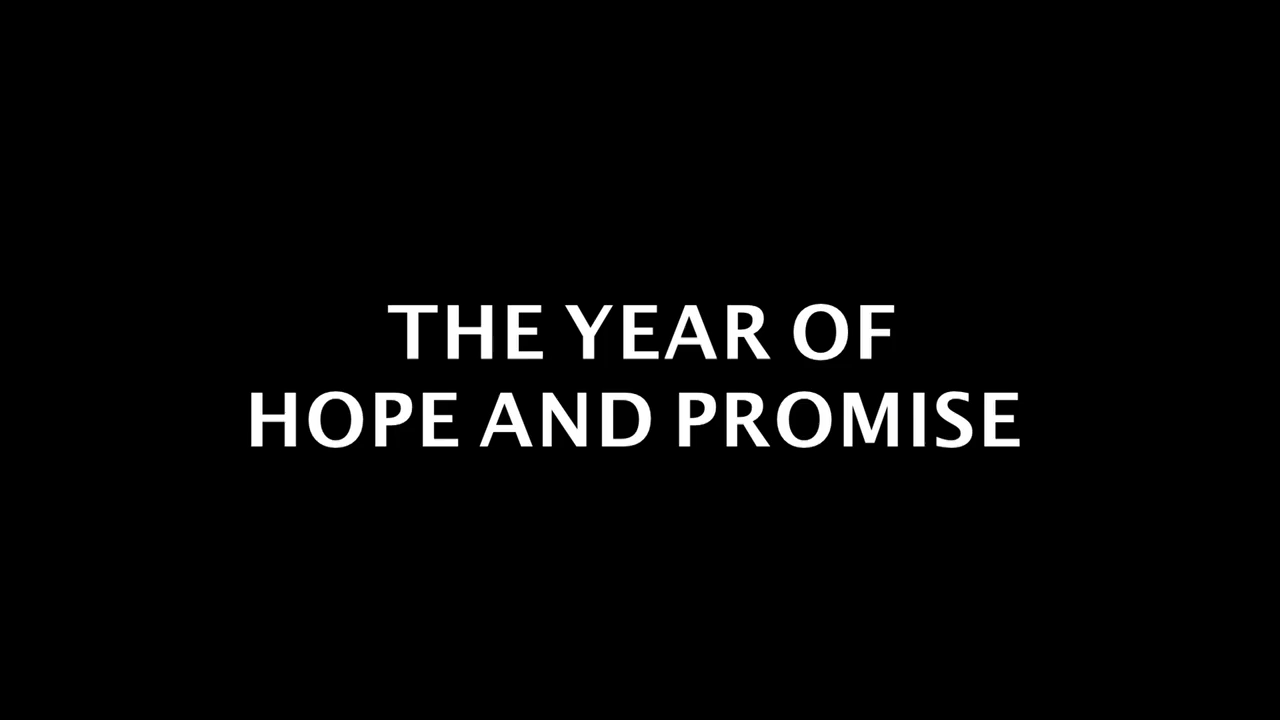 THE YEAR OF
HOPE AND PROMISE